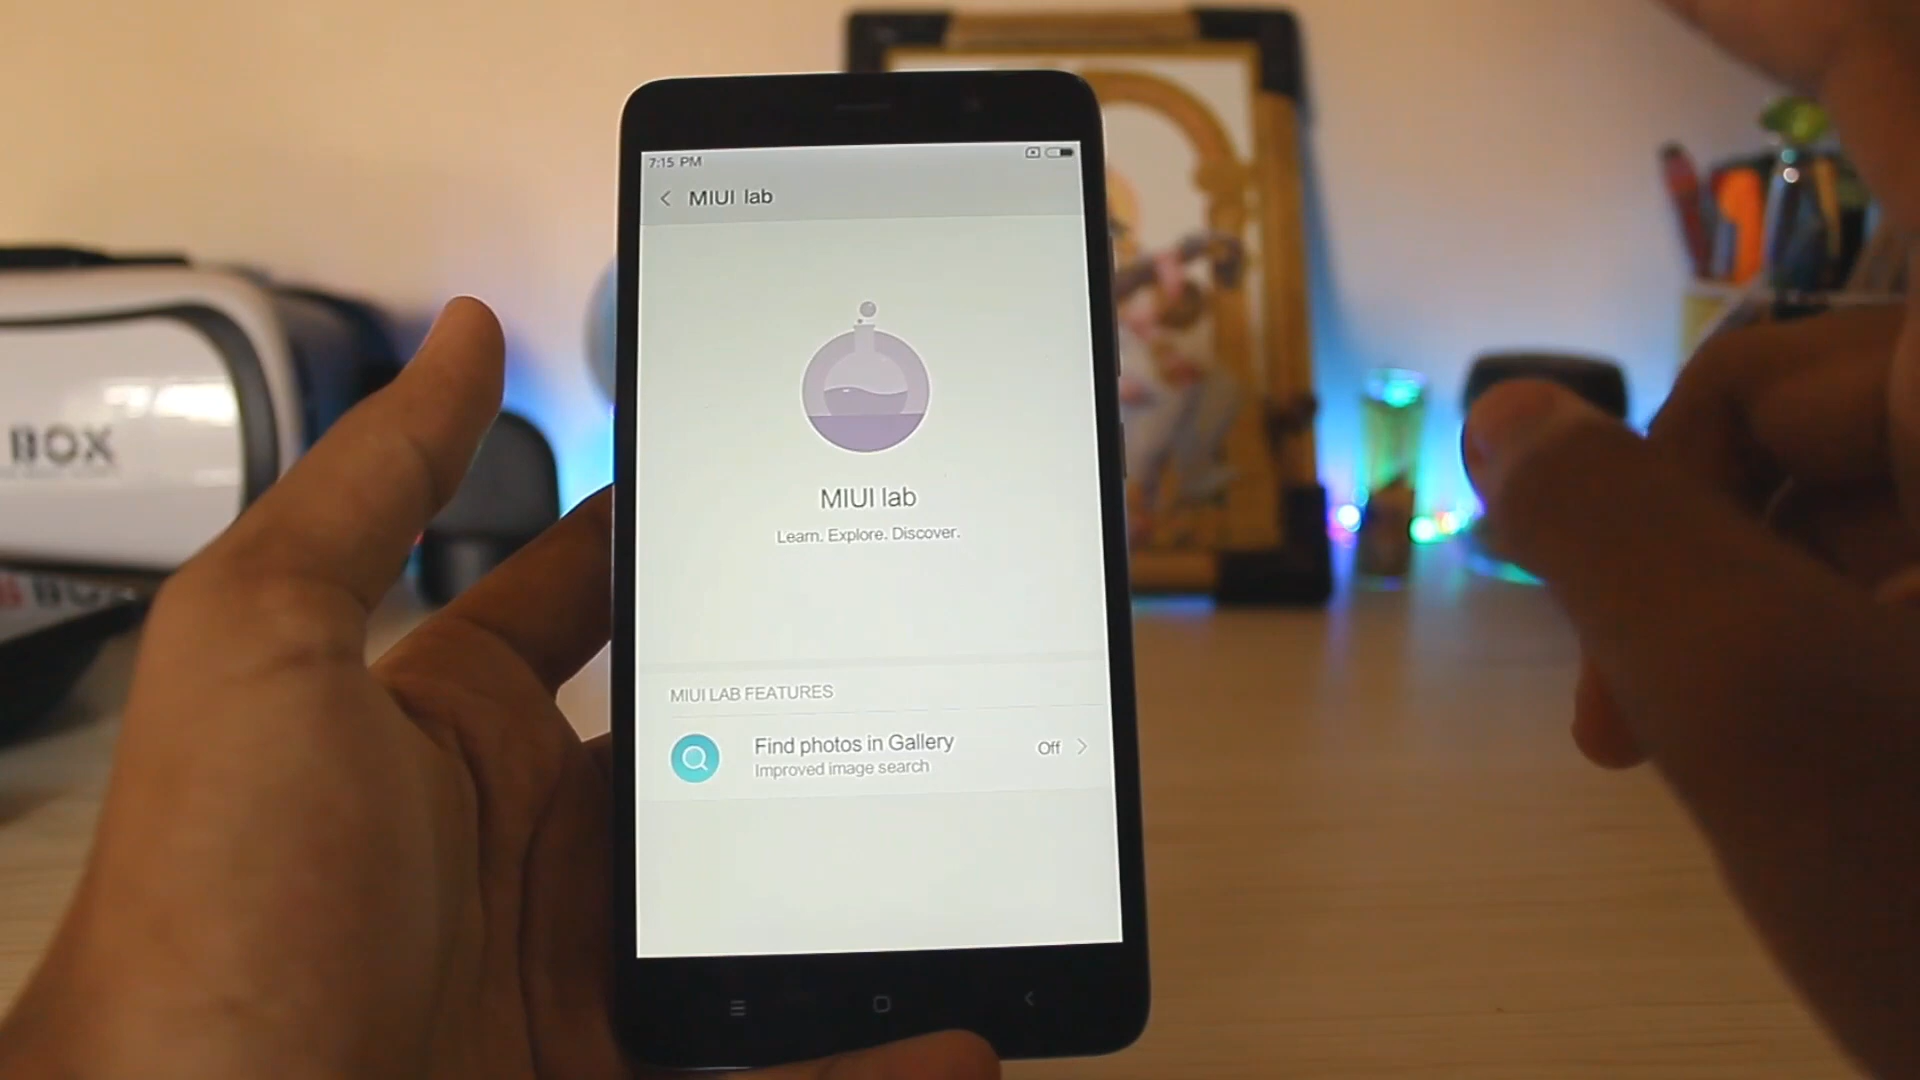 7:15 PM
MIUI lab
MIUI lab
Learn. Explore. Discover.
MIUI LAB FEATURES
Find photos in Gallery
Off
Improved image search
BOX
BOX